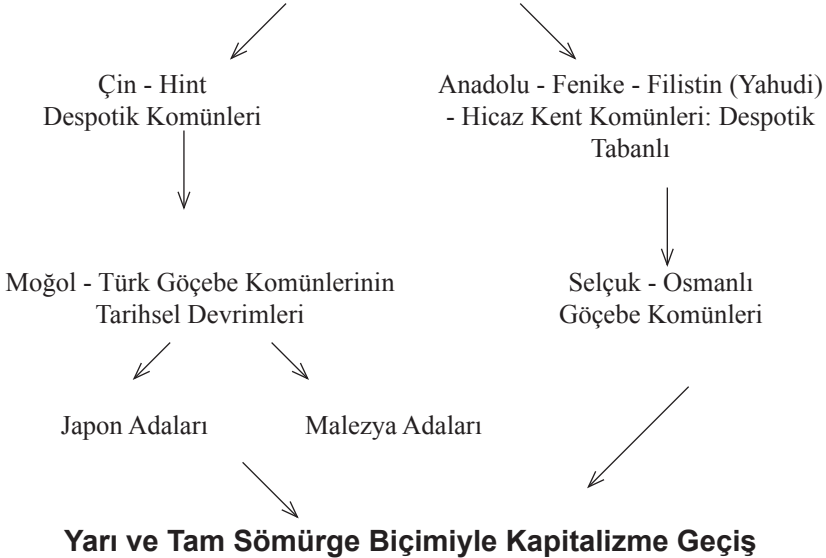 Çin - Hint
Despotik Komünleri
Anadolu - Fenike - Filistin (Yahudi)
- Hicaz Kent Komünleri: Despotik
Tabanlı
Moğol - Türk Göçebe Komünlerinin
Tarihsel Devrimleri
Selçuk - Osmanlı
Göçebe Komünleri
Japon Adaları
Malezya Adaları
Yarı ve Tam Sömürge Biçimiyle Kapitalizme Geçiş